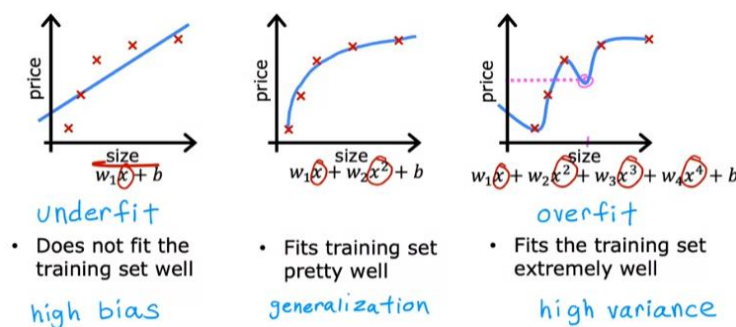 price
size
w₁x + b
underfit
• Does not fit the
training set well
high bias
price
size
w₁x + w₂x² + b
• Fits training set
pretty well
generalization
price
size
w₁x + w₂x² + w₃x³ + w₄x⁴ + b
overfit
• Fits the training set
extremely well
high variance